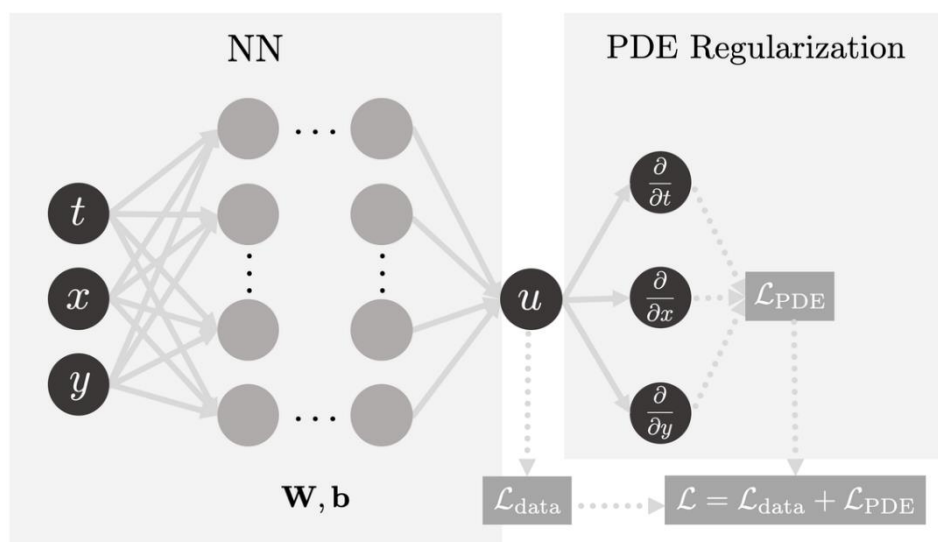 NN
PDE Regularization
t
x
y
...
...
u
∂/∂t
∂/∂x
∂/∂y
ℒ_PDE
W, b
ℒ_data
ℒ = ℒ_data + ℒ_PDE